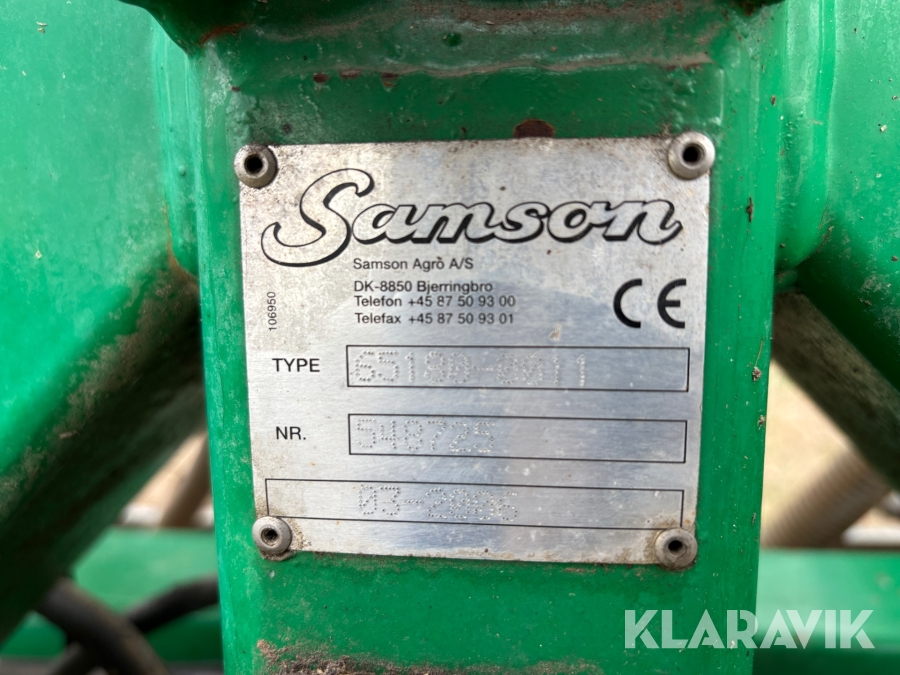 Samson
Samson Agro A/S
DK-8850 Bjerringbro
Telefon +45 87 50 93 00
Telefax +45 87 50 93 01
CE
106950
TYPE
NR. 548725
03-2006
KLARAVIK